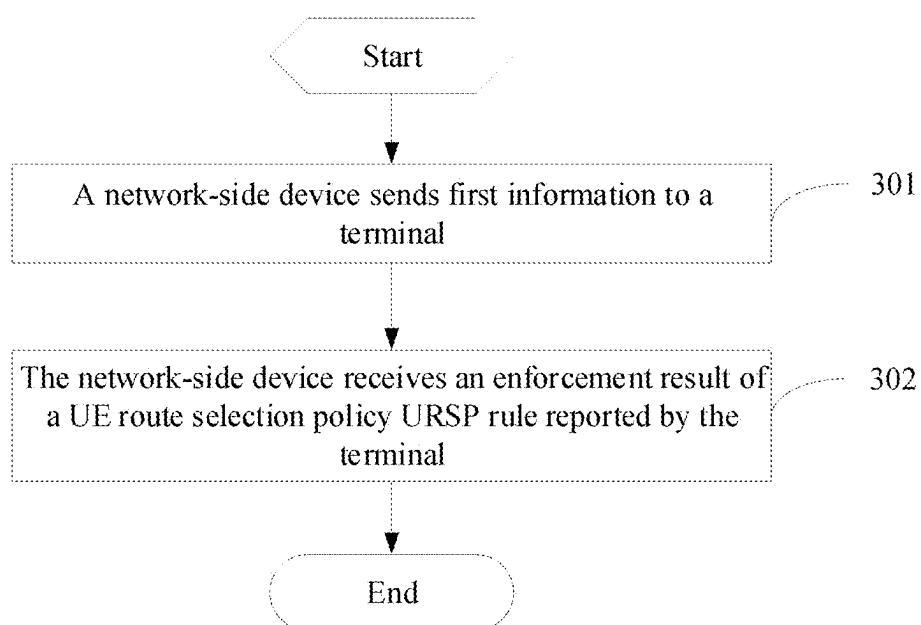 Start
A network-side device sends first information to a
terminal
301
The network-side device receives an enforcement result of
a UE route selection policy URSP rule reported by the
terminal
302
End